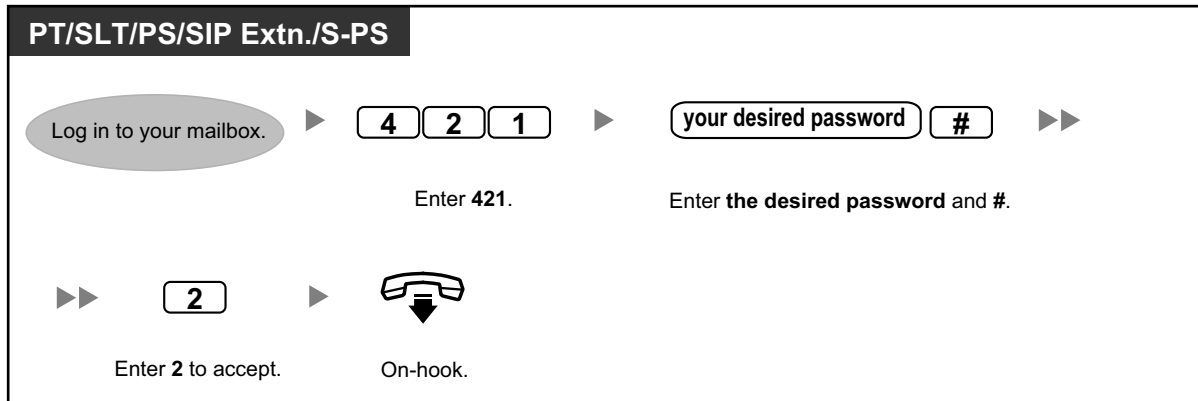 PT/SLT/PS/SIP Extn./S-PS
Log in to your mailbox.
4 2 1
your desired password #
Enter 421.
Enter the desired password and #.
2
Enter 2 to accept.
On-hook.